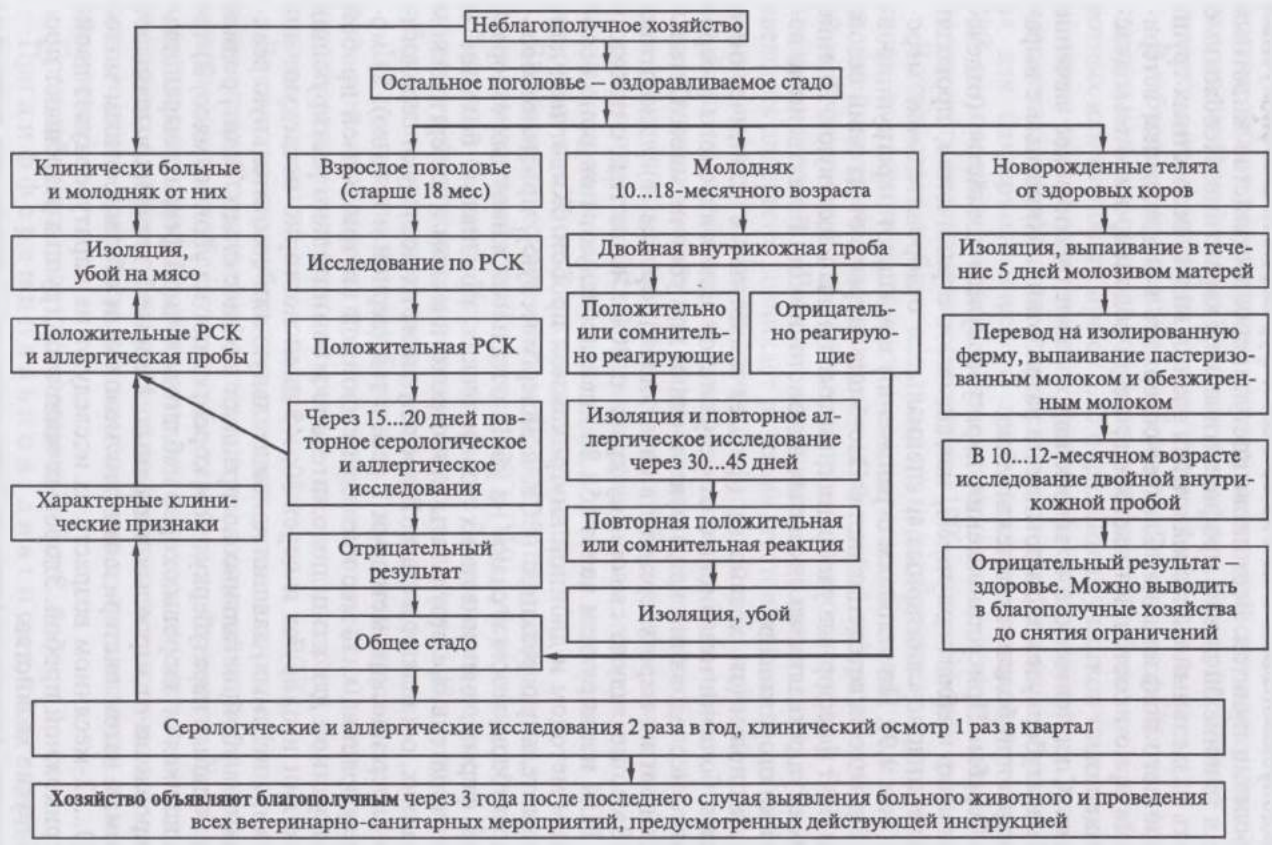 Неблагополучное хозяйство
Остальное поголовье — оздоравливаемое стадо
Клинически больные
и молодняк от них
Изоляция,
убой на мясо
Положительные РСК
и аллергическая пробы
Характерные клини-
ческие признаки
Взрослое поголовье
(старше 18 мес)
Исследование по РСК
Положительная РСК
Через 15...20 дней пов-
торное серологическое
и аллергическое
исследования
Отрицательный
результат
Общее стадо
Молодняк
10...18-месячного возраста
Двойная внутрикожная проба
Положительно
или сомнитель-
но реагирующие
Отрицатель-
но реагирую-
щие
Изоляция и повторное ал-
лергическое исследование
через 30...45 дней
Повторная положительная
или сомнительная реакция
Изоляция, убой
Новорожденные телята
от здоровых коров
Изоляция, выпаивание в тече-
ние 5 дней молозивом матерей
Перевод на изолированную
ферму, выпаивание пастеризо-
ванным молоком и обезжирен-
ным молоком
В 10...12-месячном возрасте
исследование двойной внутри-
кожной пробой
Отрицательный результат —
здоровье. Можно выводить
в благополучные хозяйства
до снятия ограничений
Серологические и аллергические исследования 2 раза в год, клинический осмотр 1 раз в квартал
Хозяйство объявляют благополучным через 3 года после последнего случая выявления больного животного и проведения
всех ветеринарно-санитарных мероприятий, предусмотренных действующей инструкцией